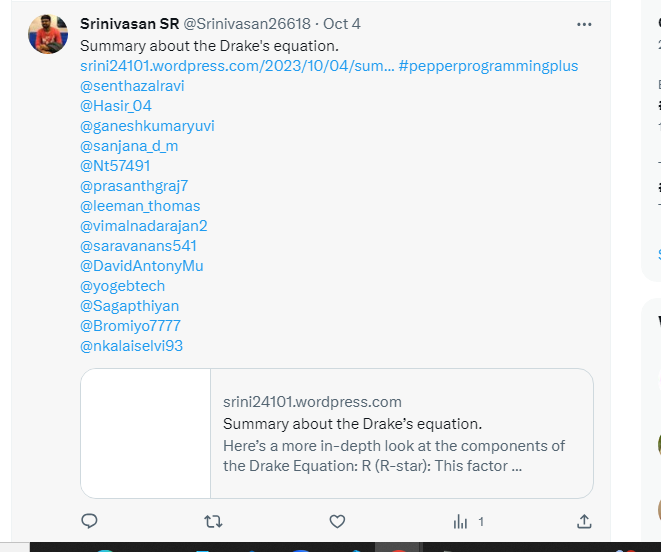 Srinivasan SR @Srinivasan26618 · Oct 4
Summary about the Drake's equation.
srini24101.wordpress.com/2023/10/04/sum... #pepperprogrammingplus
@senthazalravi
@Hasir_04
@ganeshkumaryuvi
@sanjana_d_m
@Nt57491
@prasanthgraj7
@leeman_thomas
@vimalnadarajan2
@saravanans541
@DavidAntonyMu
@yogebtech
@Sagapthiyan
@Bromiyo7777
@nkalaiselvi93
srini24101.wordpress.com
Summary about the Drake’s equation.
Here’s a more in-depth look at the components of
the Drake Equation: R (R-star): This factor ...
1